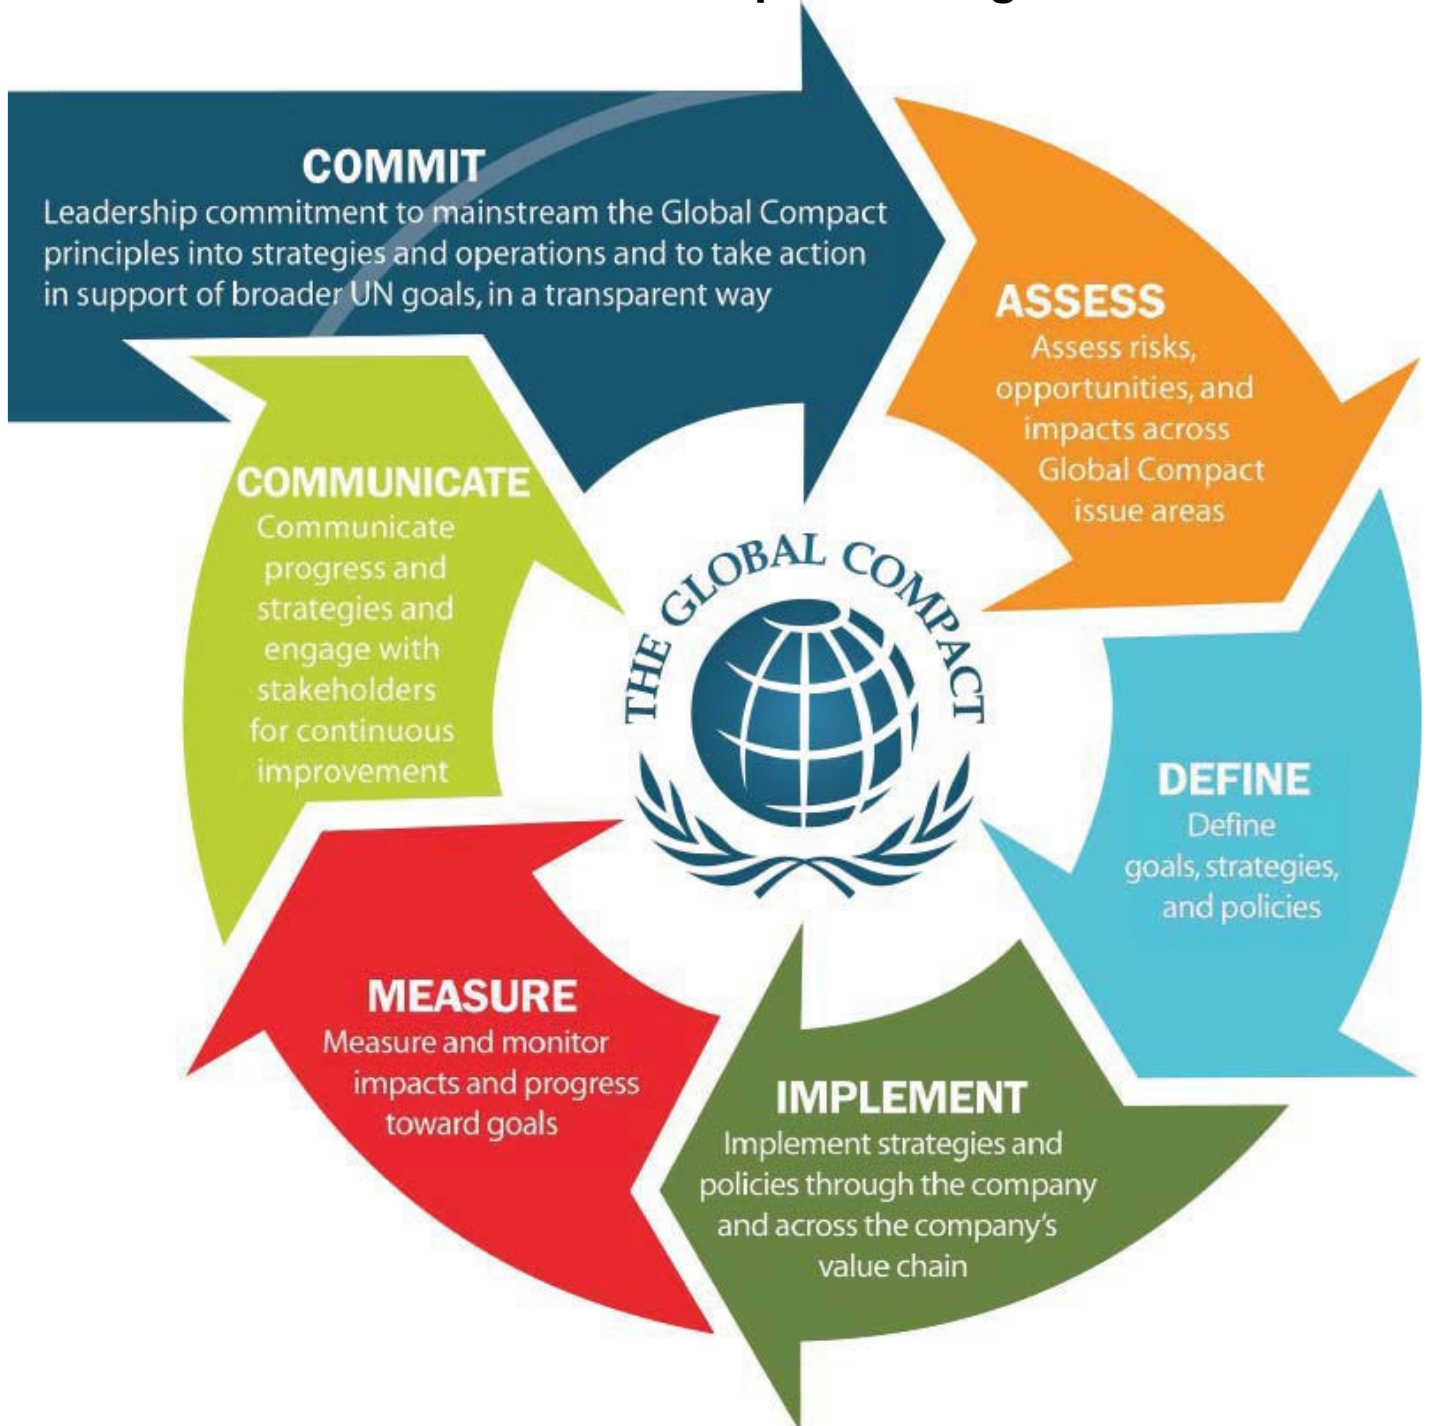 COMMIT
Leadership commitment to mainstream the Global Compact
principles into strategies and operations and to take action
in support of broader UN goals, in a transparent way
ASSESS
Assess risks,
opportunities, and
impacts across
Global Compact
issue areas
DEFINE
Define
goals, strategies,
and policies
IMPLEMENT
Implement strategies and
policies through the company
and across the company’s
value chain
MEASURE
Measure and monitor
impacts and progress
toward goals
COMMUNICATE
Communicate
progress and
strategies and
engage with
stakeholders
for continuous
improvement
THE GLOBAL COMPACT